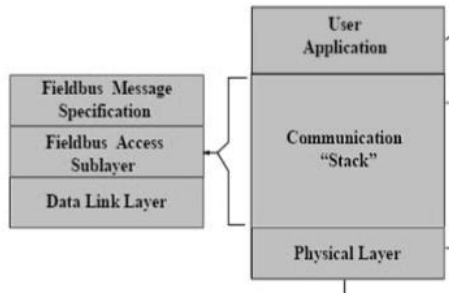 User
Application
Fieldbus Message
Specification
Fieldbus Access
Sublayer
Data Link Layer
Communication
“Stack”
Physical Layer